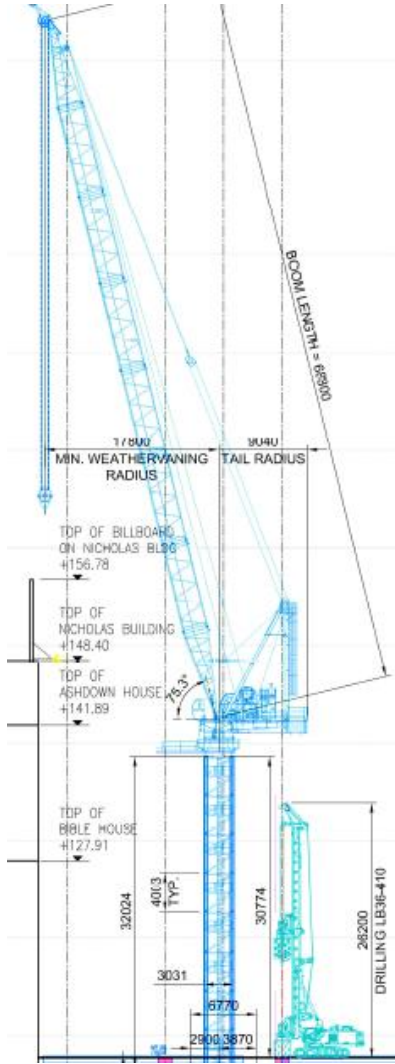 BOOM LENGTH = 68900
17800
9040
MIN. WEATHERVANING
RADIUS
TAIL RADIUS
TOP OF BILLBOARD
ON NICHOLAS BLDG
+156.78
TOP OF
NICHOLAS BUILDING
+148.40
TOP OF
ASHDOWN HOUSE
+141.89
75.3°
TOP OF
BIBLE HOUSE
+127.91
32024
4003
TYP.
30774
26200
DRILLING LB36-410
3031
6770
2900
3870